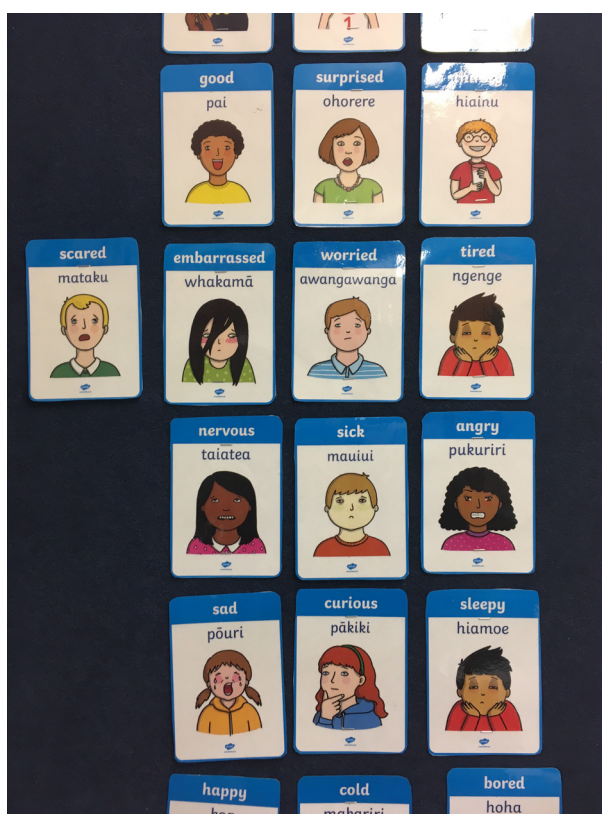 1
good
pai
surprised
ohorere
hiainu
scared
mataku
embarrassed
whakamā
worried
awangawanga
tired
ngenge
nervous
taiatea
sick
mauiui
angry
pukuriri
sad
pōuri
curious
pākiki
sleepy
hiamoe
happy
cold
bored
hoha